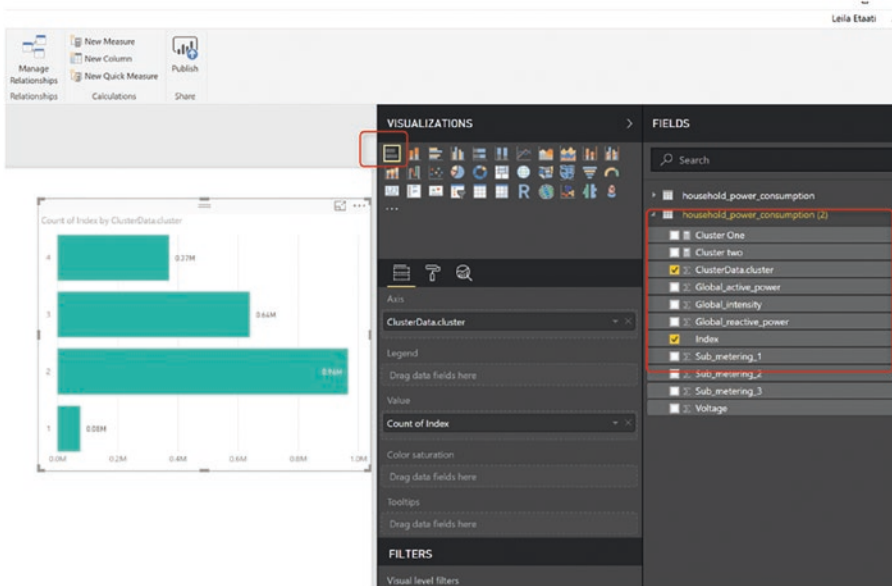 Leila Etaati
Manage
Relationships
New Measure
New Column
New Quick Measure
Publish
Relationships
Calculations
Share
VISUALIZATIONS
FIELDS
Search
household_power_consumption
household_power_consumption (2)
Cluster One
Cluster two
ClusterData.cluster
Global_active_power
Global_intensity
Global_reactive_power
Index
Sub_metering_1
Sub_metering_2
Sub_metering_3
Voltage
R
Axis
ClusterData.cluster
Legend
Drag data fields here
Value
Count of Index
Color saturation
Drag data fields here
Tooltips
Drag data fields here
FILTERS
Visual level filters
Count of Index by ClusterData.cluster
4
0.37M
3
0.64M
2
0.96M
1
0.08M
0.0M 0.2M 0.4M 0.6M 0.8M 1.0M